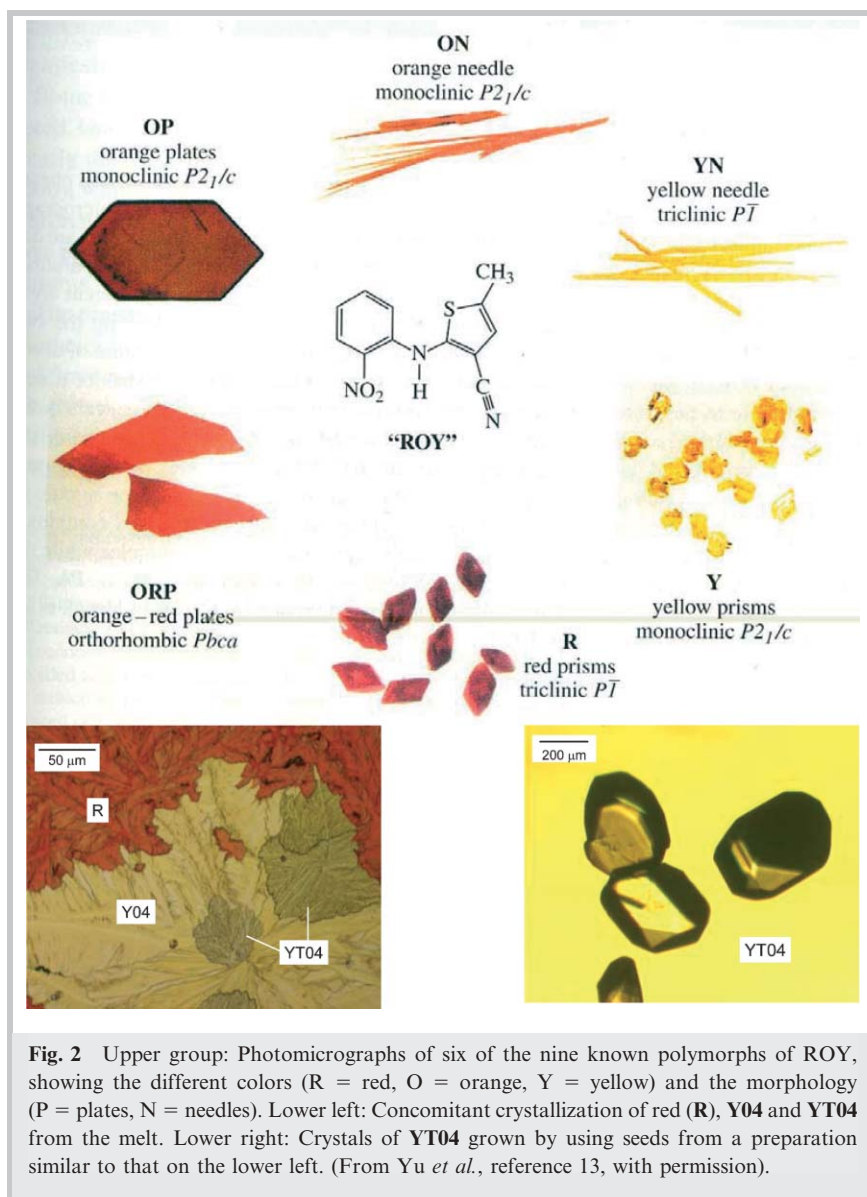 ON
orange needle
monoclinic P2₁/c
OP
orange plates
monoclinic P2₁/c
YN
yellow needle
triclinic P1̅
CH₃
S
N
H
NO₂
C
N
"ROY"
ORP
orange–red plates
orthorhombic Pbca
Y
yellow prisms
monoclinic P2₁/c
R
red prisms
triclinic P1̅
50 μm
R
Y04
YT04
200 μm
YT04
Fig. 2 Upper group: Photomicrographs of six of the nine known polymorphs of ROY,
showing the different colors (R = red, O = orange, Y = yellow) and the morphology
(P = plates, N = needles). Lower left: Concomitant crystallization of red (R), Y04 and YT04
from the melt. Lower right: Crystals of YT04 grown by using seeds from a preparation
similar to that on the lower left. (From Yu et al., reference 13, with permission).